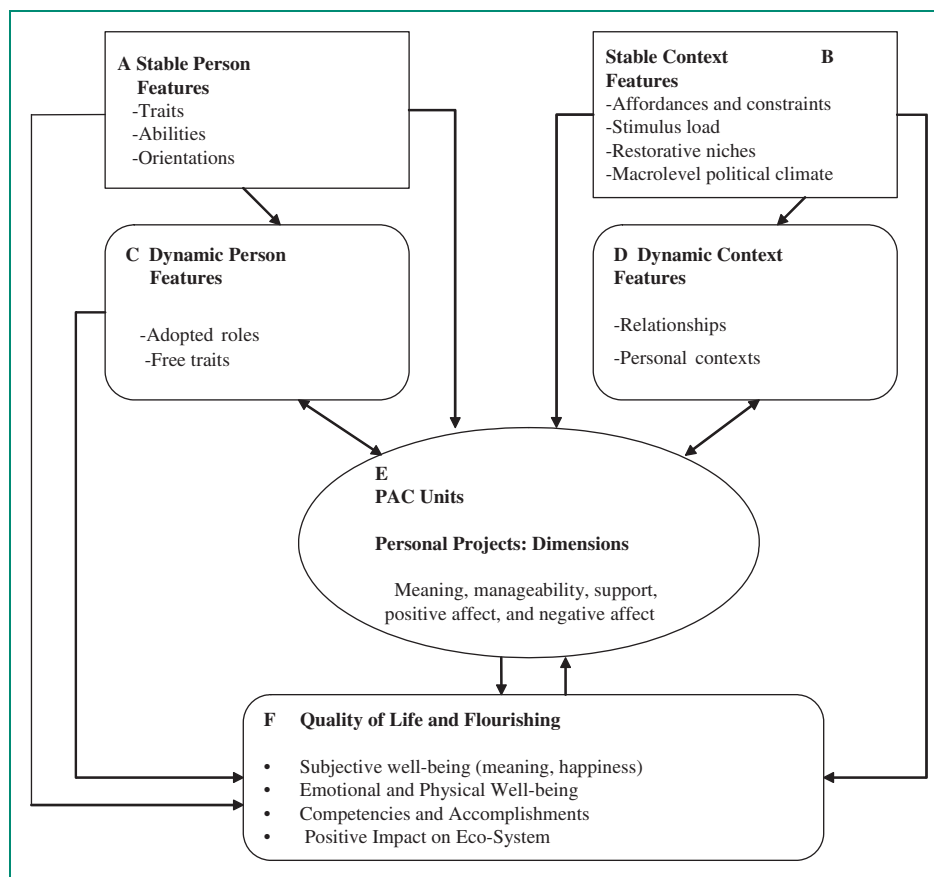 A Stable Person
Features
-Traits
-Abilities
-Orientations
Stable Context B
Features
-Affordances and constraints
-Stimulus load
-Restorative niches
-Macrolevel political climate
C Dynamic Person
Features
-Adopted roles
-Free traits
D Dynamic Context
Features
-Relationships
-Personal contexts
E
PAC Units
Personal Projects: Dimensions
Meaning, manageability, support,
positive affect, and negative affect
F Quality of Life and Flourishing
• Subjective well-being (meaning, happiness)
• Emotional and Physical Well-being
• Competencies and Accomplishments
• Positive Impact on Eco-System